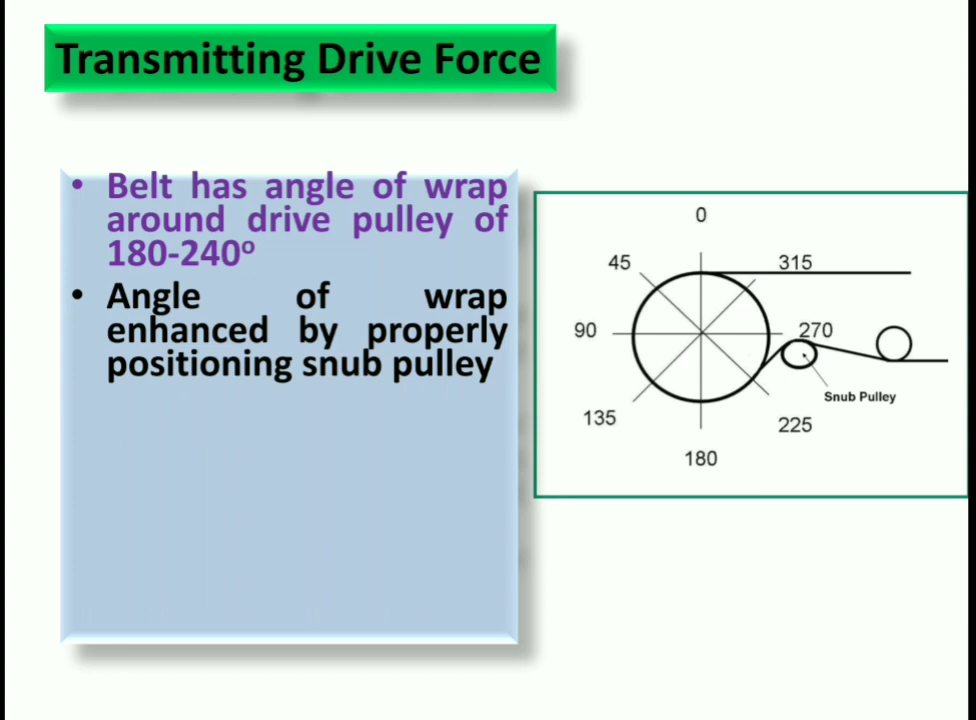 Transmitting Drive Force
• Belt has angle of wrap
around drive pulley of
180-240º
• Angle of wrap
enhanced by properly
positioning snub pulley
0
45
315
90
270
Snub Pulley
135
225
180